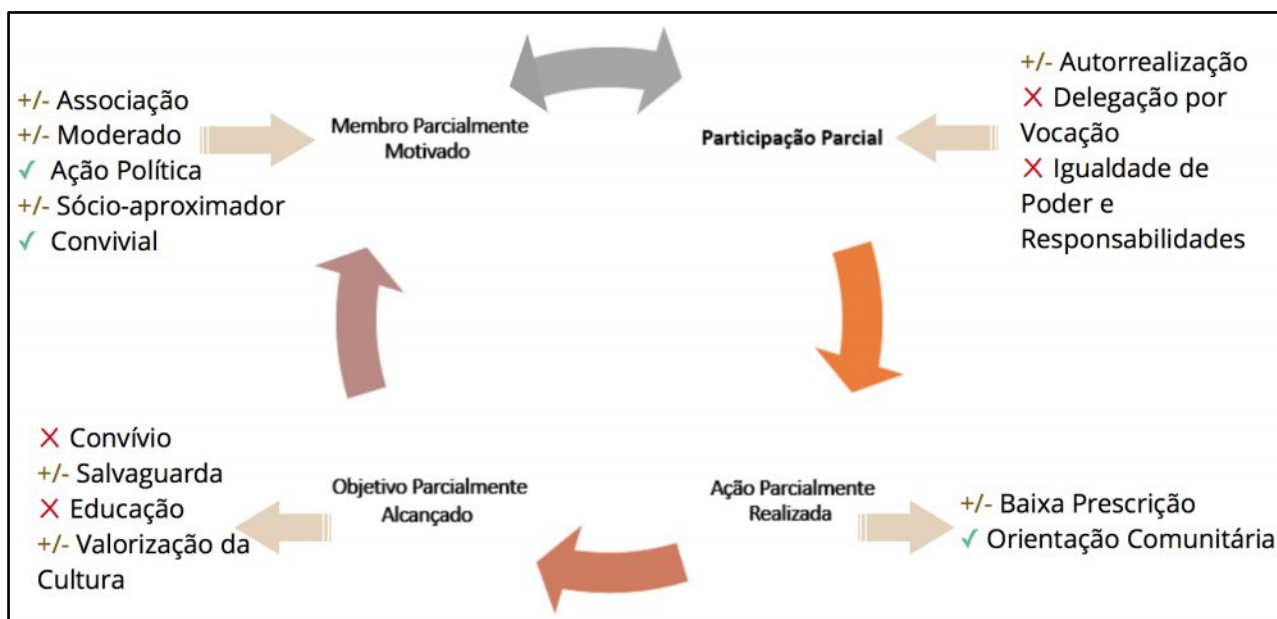 +/- Associação
+/- Moderado
✓ Ação Política
+/- Sócio-aproximador
✓ Convivial
Membro Parcialmente
Motivado
Participação Parcial
+/- Autorrealização
✗ Delegação por
Vocação
✗ Igualdade de
Poder e
Responsabilidades
✗ Convívio
+/- Salvaguarda
✗ Educação
+/- Valorização da
Cultura
Objetivo Parcialmente
Alcançado
Ação Parcialmente
Realizada
+/- Baixa Prescrição
✓ Orientação Comunitária